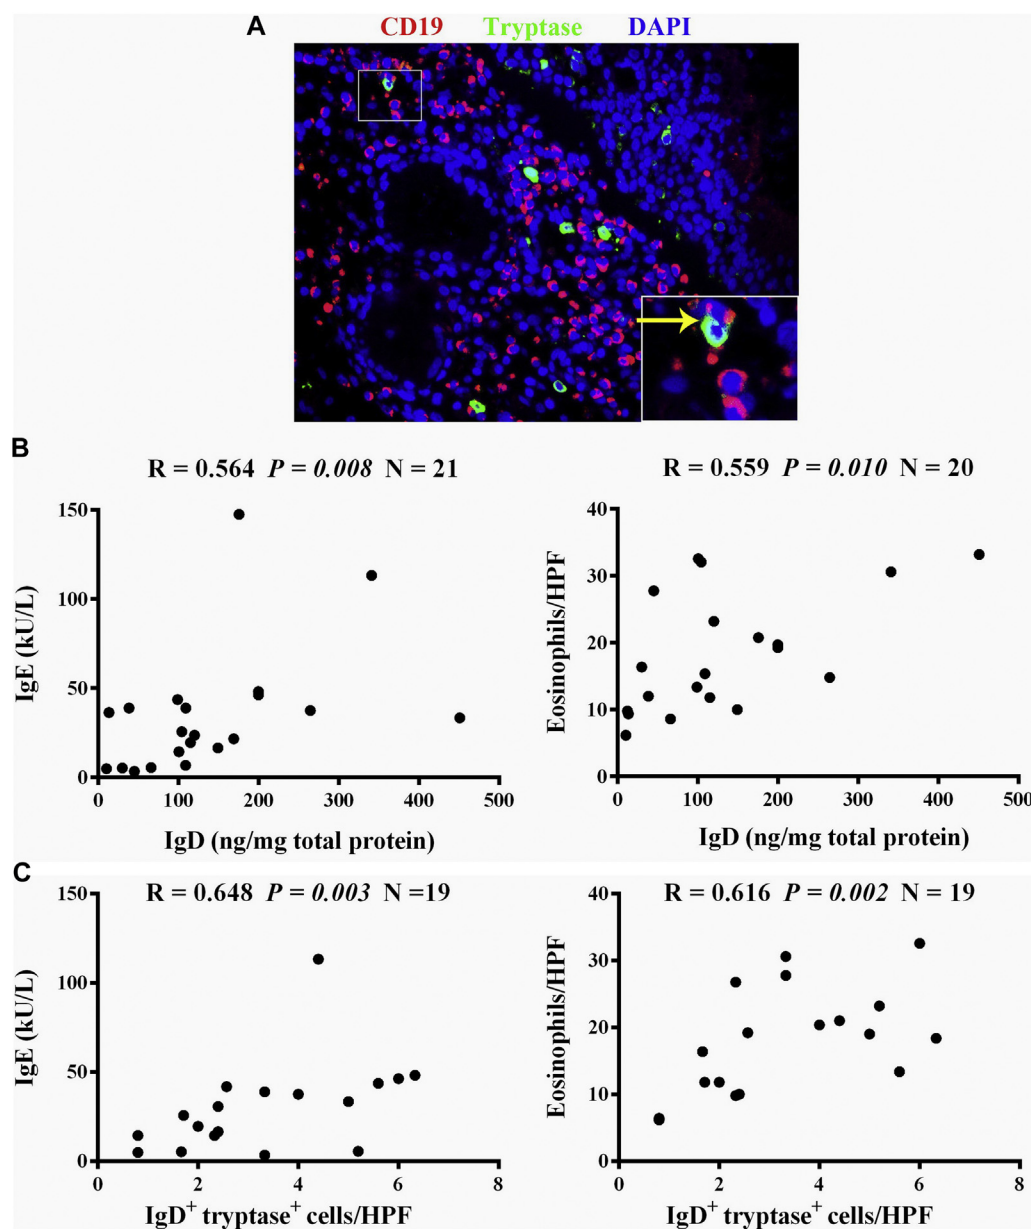 A CD19 Tryptase DAPI
B
R = 0.564 P = 0.008 N = 21
R = 0.559 P = 0.010 N = 20
IgE (kU/L)
150
100
50
0
0 100 200 300 400 500
IgD (ng/mg total protein)
Eosinophils/HPF
40
30
20
10
0
0 100 200 300 400 500
IgD (ng/mg total protein)
C
R = 0.648 P = 0.003 N =19
R = 0.616 P = 0.002 N = 19
IgE (kU/L)
150
100
50
0
0 2 4 6 8
IgD⁺ tryptase⁺ cells/HPF
Eosinophils/HPF
40
30
20
10
0
0 2 4 6 8
IgD⁺ tryptase⁺ cells/HPF